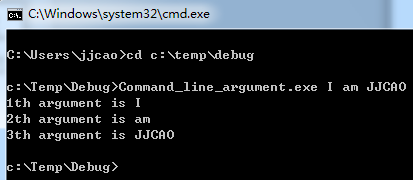 C:\Windows\system32\cmd.exe
C:\Users\jjcao>cd c:\temp\debug
c:\Temp\Debug>Command_line_argument.exe I am JJCAO
1th argument is I
2th argument is am
3th argument is JJCAO
c:\Temp\Debug>